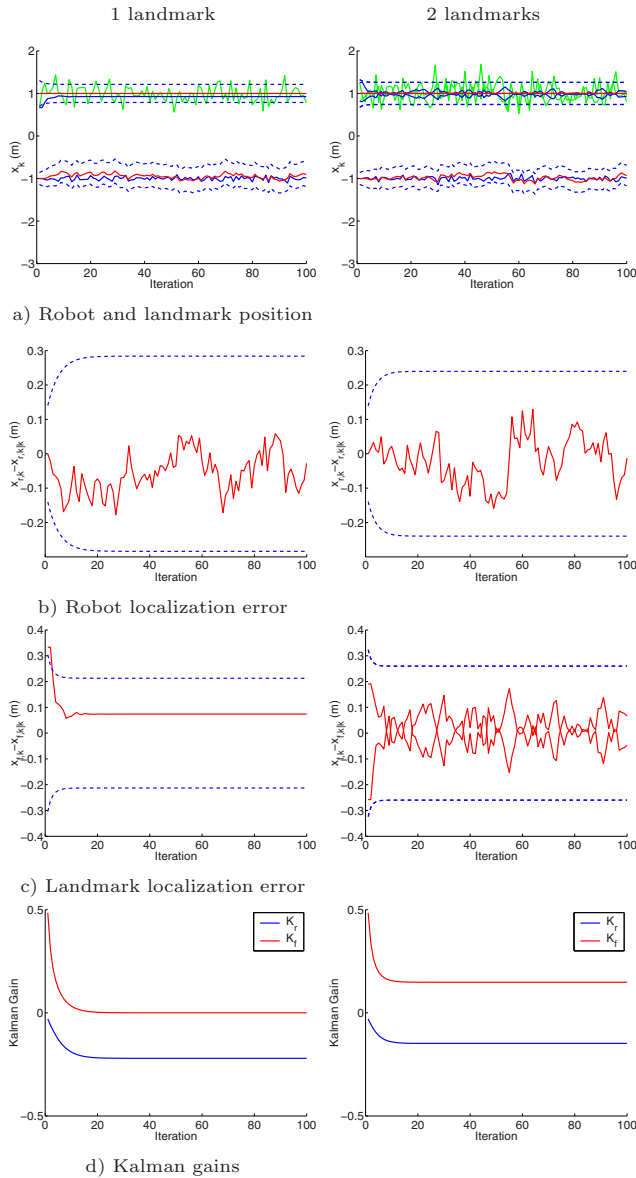 1 landmark
2 landmarks
2
1
0
−1
−2
−3
x_k (m)
0 20 40 60 80 100
Iteration
2
1
0
−1
−2
−3
x_k (m)
0 20 40 60 80 100
Iteration
a) Robot and landmark position
0.3
0.2
0.1
0
−0.1
−0.2
x_{r,k}−x_{r,k|k} (m)
0 20 40 60 80 100
Iteration
0.3
0.2
0.1
0
−0.1
−0.2
x_{r,k}−x_{r,k|k} (m)
0 20 40 60 80 100
Iteration
b) Robot localization error
0.4
0.3
0.2
0.1
0
−0.1
−0.2
−0.3
−0.4
x_{f,k}−x_{f,k|k} (m)
0 20 40 60 80 100
Iteration
0.4
0.3
0.2
0.1
0
−0.1
−0.2
−0.3
−0.4
x_{f,k}−x_{f,k|k} (m)
0 20 40 60 80 100
Iteration
c) Landmark localization error
0.5
0
−0.5
Kalman Gain
K_r
K_f
0 20 40 60 80 100
Iteration
0.5
0
−0.5
Kalman Gain
K_r
K_f
0 20 40 60 80 100
Iteration
d) Kalman gains